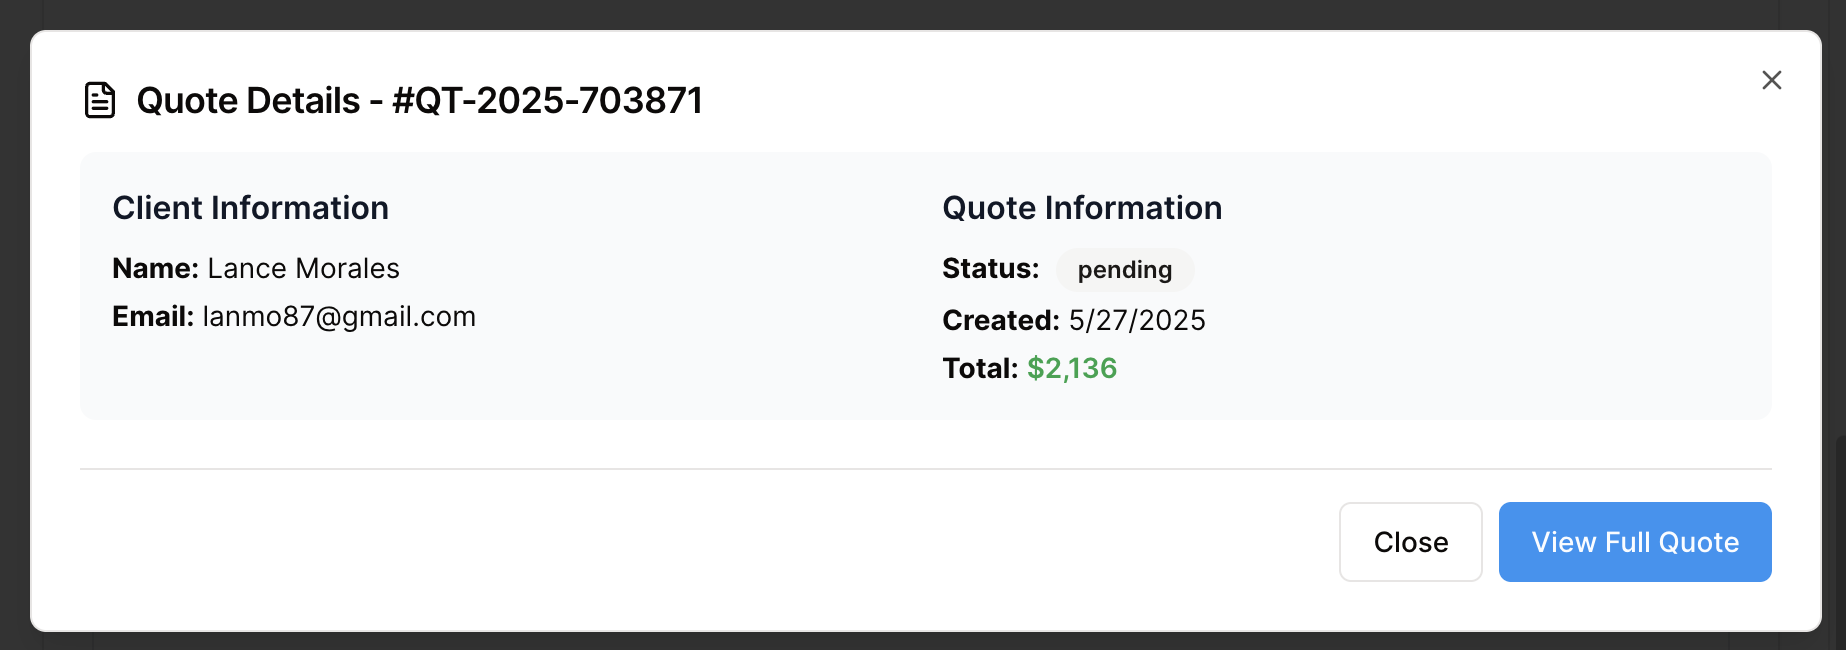 Quote Details - #QT-2025-703871
Client Information
Name: Lance Morales
Email: lanmo87@gmail.com
Quote Information
Status: pending
Created: 5/27/2025
Total: $2,136
Close
View Full Quote